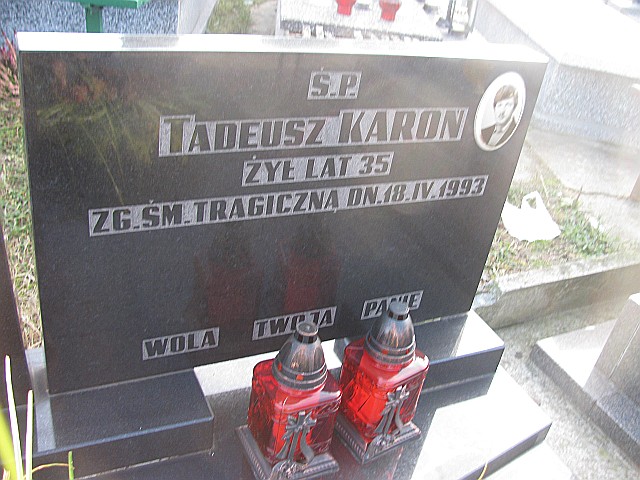 Ś.P.
TADEUSZ KAROŃ
ŻYŁ LAT 35
ZG.ŚM.TRAGICZNĄ DN.18.IV.1993
WOLA TWOJA PANIE